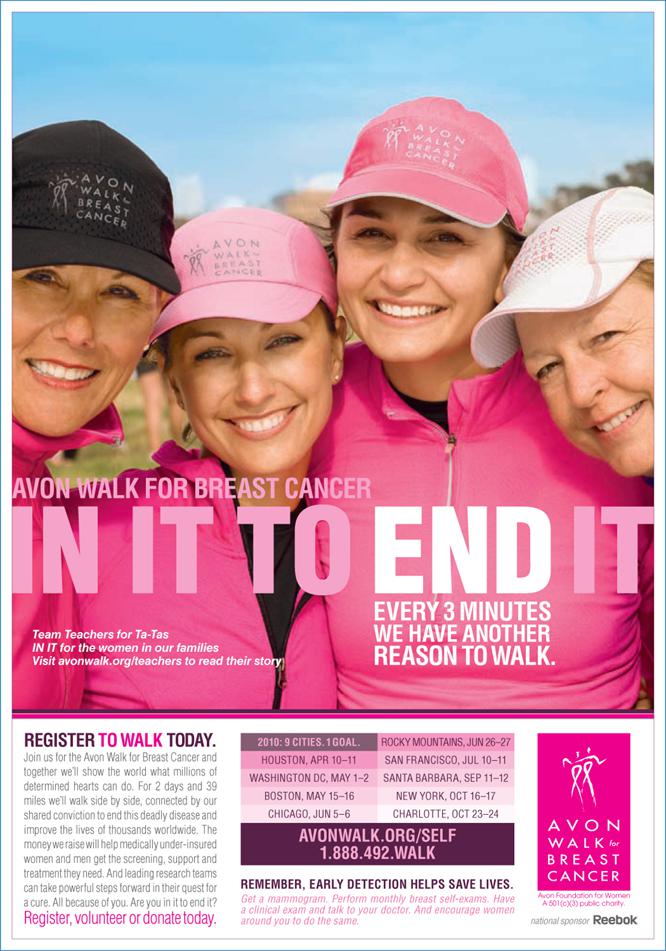 AVON
WALK for
BREAST
CANCER
AVON
WALK for
BREAST
CANCER
AVON
WALK for
BREAST
CANCER
AVON
WALK for
BREAST
CANCER
AVON WALK FOR BREAST CANCER
IN IT TO END IT
EVERY 3 MINUTES
WE HAVE ANOTHER
REASON TO WALK.
Team Teachers for Ta-Tas
IN IT for the women in our families
Visit avonwalk.org/teachers to read their story
REGISTER TO WALK TODAY.
Join us for the Avon Walk for Breast Cancer and
together we'll show the world what millions of
determined hearts can do. For 2 days and 39
miles we'll walk side by side, connected by our
shared conviction to end this deadly disease and
improve the lives of thousands worldwide. The
money we raise will help medically under-insured
women and men get the screening, support and
treatment they need. And leading research teams
can take powerful steps forward in their quest for
a cure. All because of you. Are you in it to end it?
Register, volunteer or donate today.
2010: 9 CITIES. 1 GOAL.
HOUSTON, APR 10–11
WASHINGTON DC, MAY 1–2
BOSTON, MAY 15–16
CHICAGO, JUN 5–6
ROCKY MOUNTAINS, JUN 26–27
SAN FRANCISCO, JUL 10–11
SANTA BARBARA, SEP 11–12
NEW YORK, OCT 16–17
CHARLOTTE, OCT 23–24
AVONWALK.ORG/SELF
1.888.492.WALK
REMEMBER, EARLY DETECTION HELPS SAVE LIVES.
Get a mammogram. Perform monthly breast self-exams. Have
a clinical exam and talk to your doctor. And encourage women
around you to do the same.
AVON
WALK for
BREAST
CANCER
Avon Foundation for Women
A 501(c)(3) public charity.
national sponsor Reebok